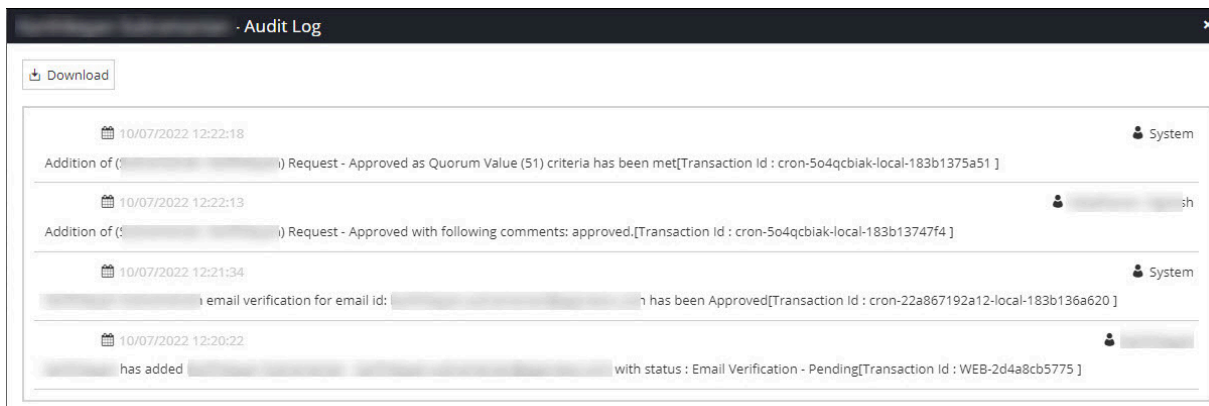 - Audit Log
Download
10/07/2022 12:22:18 System
Addition of ( ) Request - Approved as Quorum Value (51) criteria has been met[Transaction Id : cron-5o4qcbiak-local-183b1375a51 ]
10/07/2022 12:22:13 sh
Addition of ( ) Request - Approved with following comments: approved.[Transaction Id : cron-5o4qcbiak-local-183b13747f4 ]
10/07/2022 12:21:34 System
email verification for email id: has been Approved[Transaction Id : cron-22a867192a12-local-183b136a620 ]
10/07/2022 12:20:22
has added with status : Email Verification - Pending[Transaction Id : WEB-2d4a8cb5775 ]